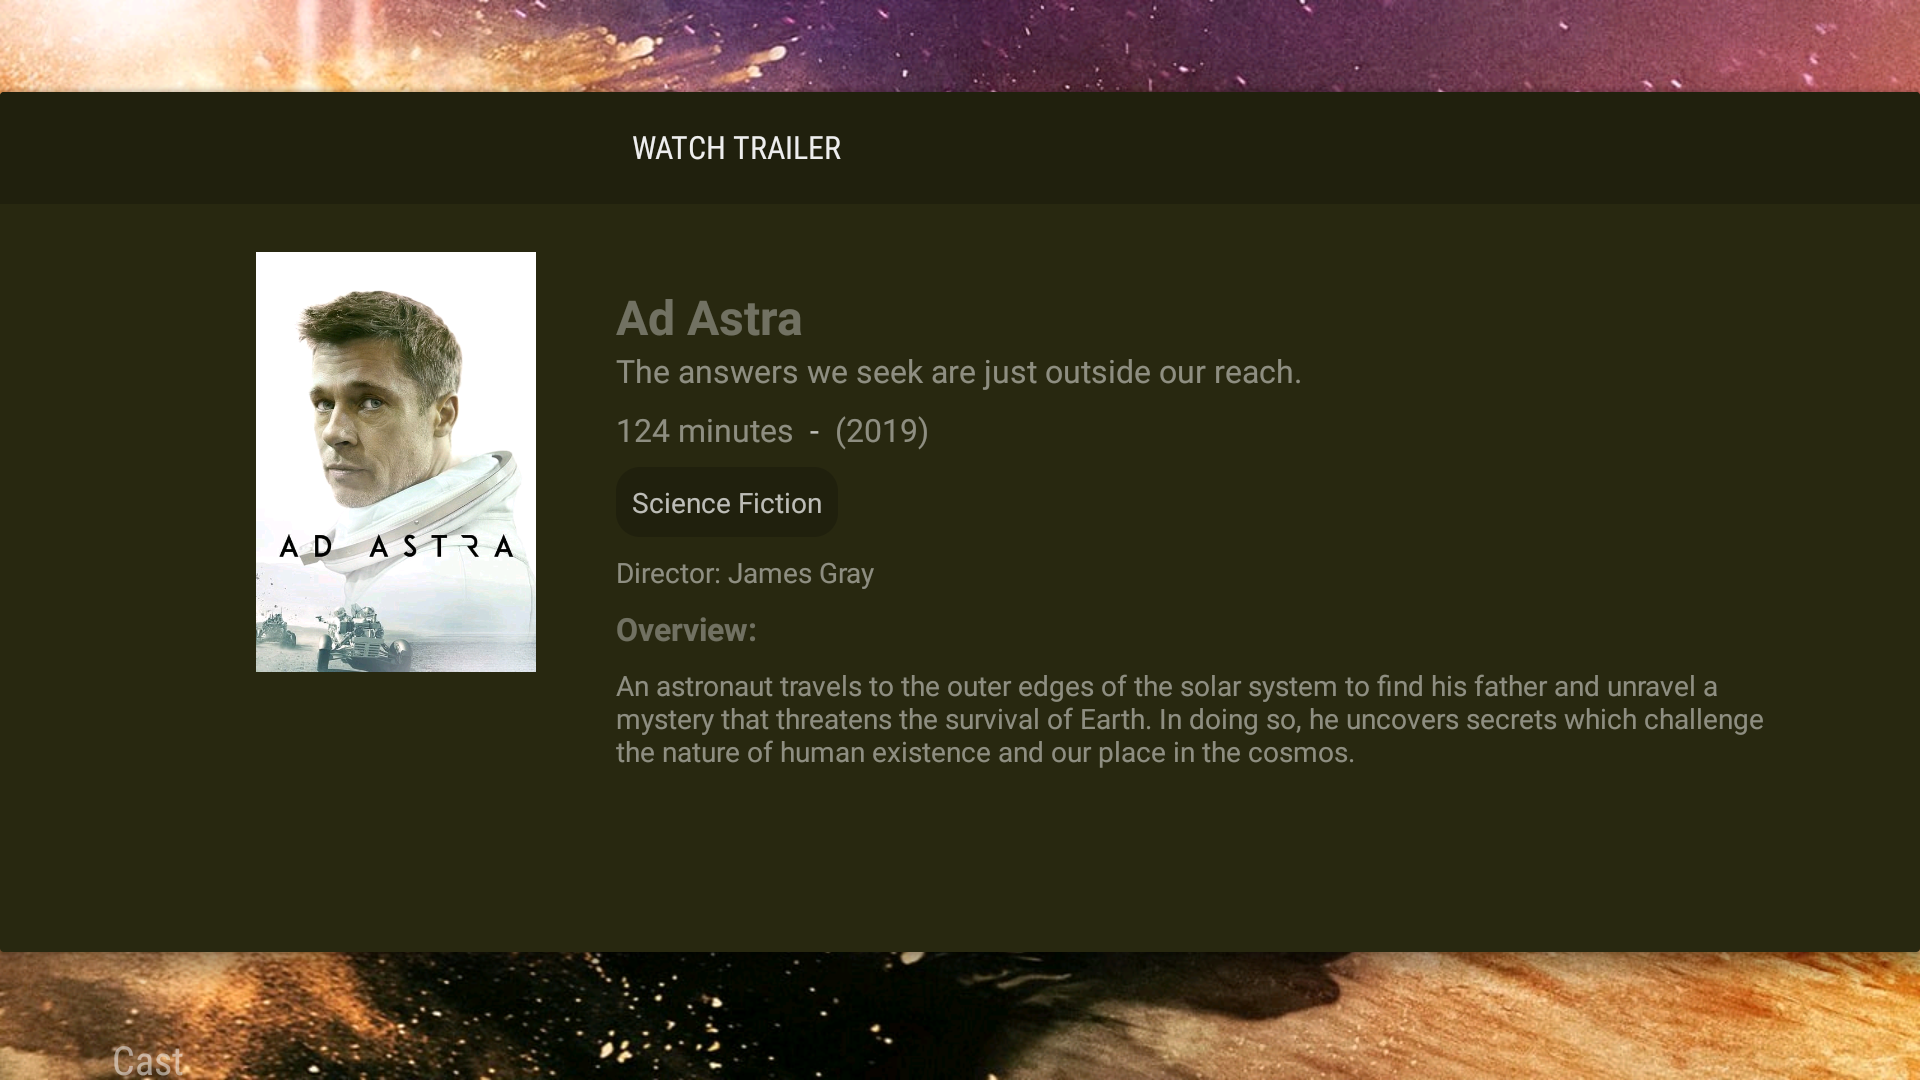 WATCH TRAILER
AD ASTRA
Ad Astra
The answers we seek are just outside our reach.
124 minutes - (2019)
Science Fiction
Director: James Gray
Overview:
An astronaut travels to the outer edges of the solar system to find his father and unravel a
mystery that threatens the survival of Earth. In doing so, he uncovers secrets which challenge
the nature of human existence and our place in the cosmos.
Cast